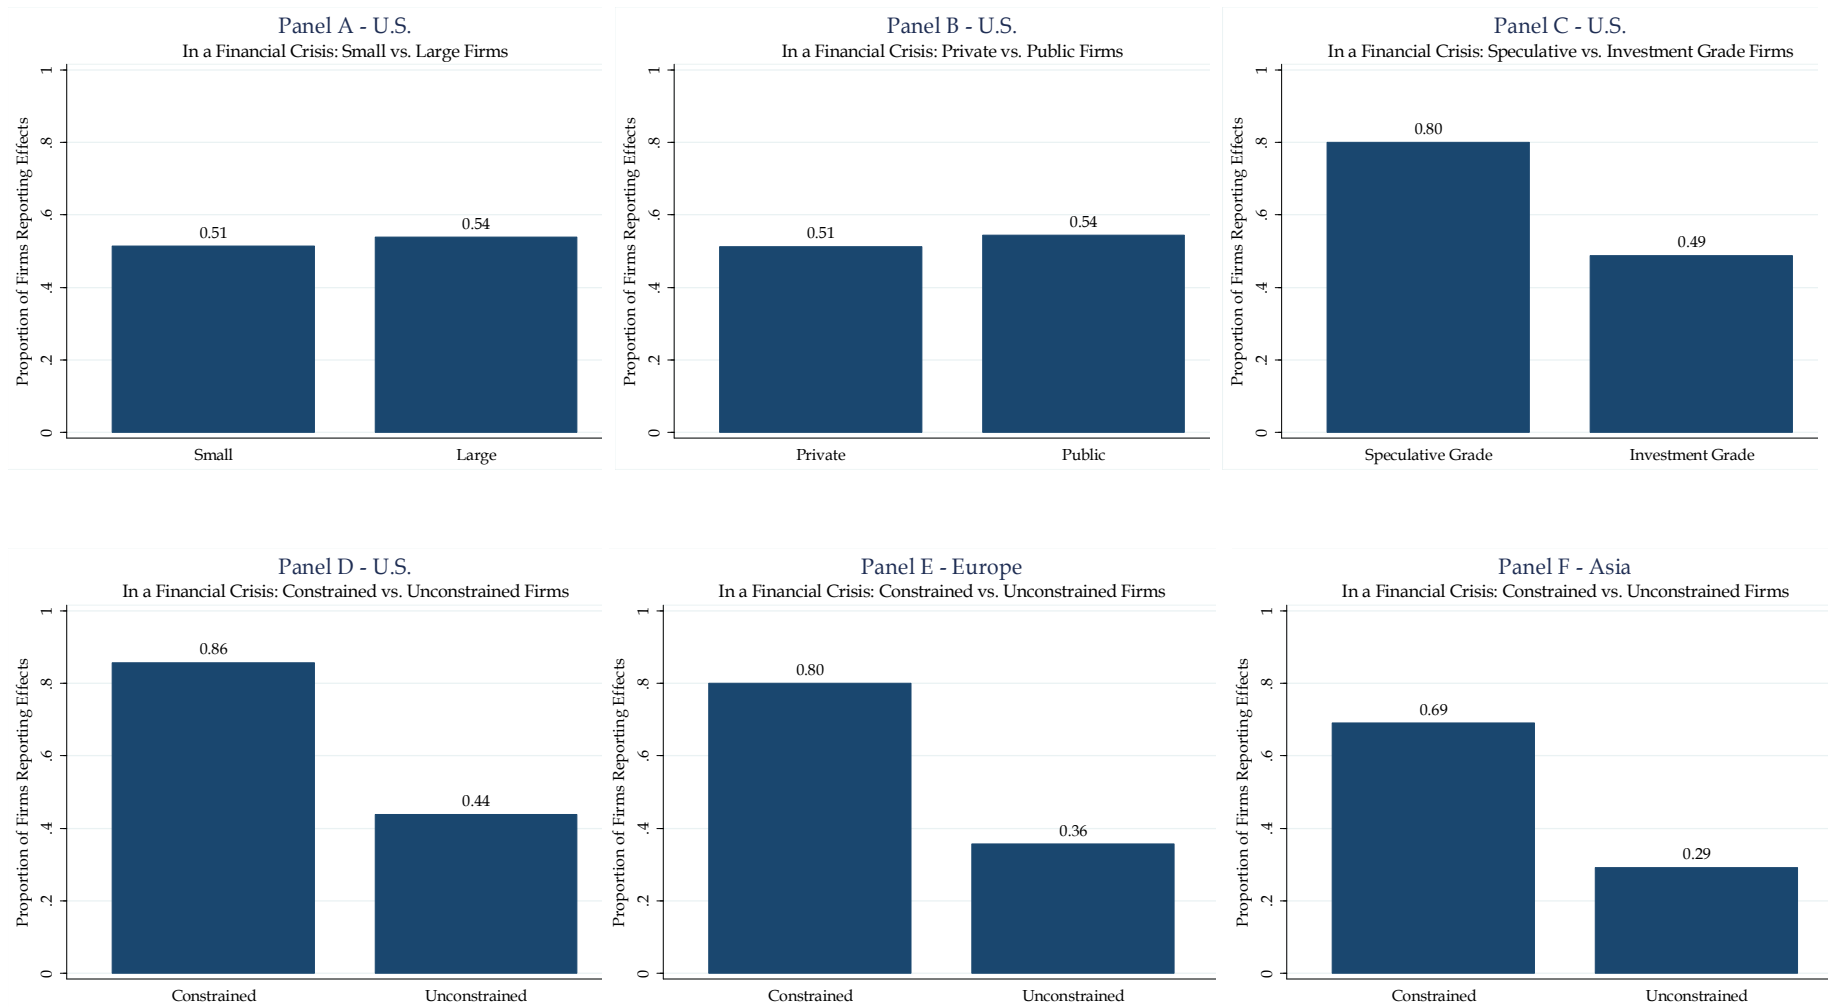 Panel A - U.S.
In a Financial Crisis: Small vs. Large Firms
Proportion of Firms Reporting Effects
1
.8
.6
.4
.2
0
0.51
0.54
Small
Large
Panel B - U.S.
In a Financial Crisis: Private vs. Public Firms
Proportion of Firms Reporting Effects
1
.8
.6
.4
.2
0
0.51
0.54
Private
Public
Panel C - U.S.
In a Financial Crisis: Speculative vs. Investment Grade Firms
Proportion of Firms Reporting Effects
1
.8
.6
.4
.2
0
0.80
0.49
Speculative Grade
Investment Grade
Panel D - U.S.
In a Financial Crisis: Constrained vs. Unconstrained Firms
Proportion of Firms Reporting Effects
1
.8
.6
.4
.2
0
0.86
0.44
Constrained
Unconstrained
Panel E - Europe
In a Financial Crisis: Constrained vs. Unconstrained Firms
Proportion of Firms Reporting Effects
1
.8
.6
.4
.2
0
0.80
0.36
Constrained
Unconstrained
Panel F - Asia
In a Financial Crisis: Constrained vs. Unconstrained Firms
Proportion of Firms Reporting Effects
1
.8
.6
.4
.2
0
0.69
0.29
Constrained
Unconstrained